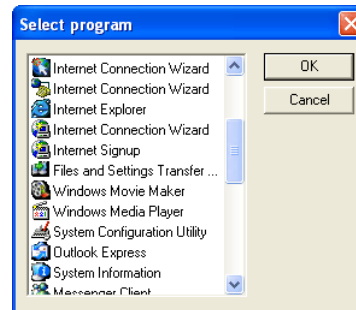 Select program
Internet Connection Wizard
Internet Connection Wizard
Internet Explorer
Internet Connection Wizard
Internet Signup
Files and Settings Transfer ...
Windows Movie Maker
Windows Media Player
System Configuration Utility
Outlook Express
System Information
Messenger Client
OK
Cancel